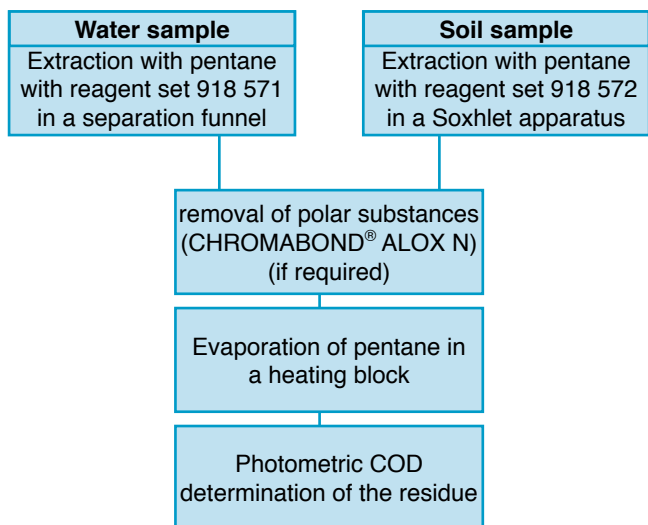 Water sample
Extraction with pentane
with reagent set 918 571
in a separation funnel
Soil sample
Extraction with pentane
with reagent set 918 572
in a Soxhlet apparatus
removal of polar substances
(CHROMABOND® ALOX N)
(if required)
Evaporation of pentane in
a heating block
Photometric COD
determination of the residue